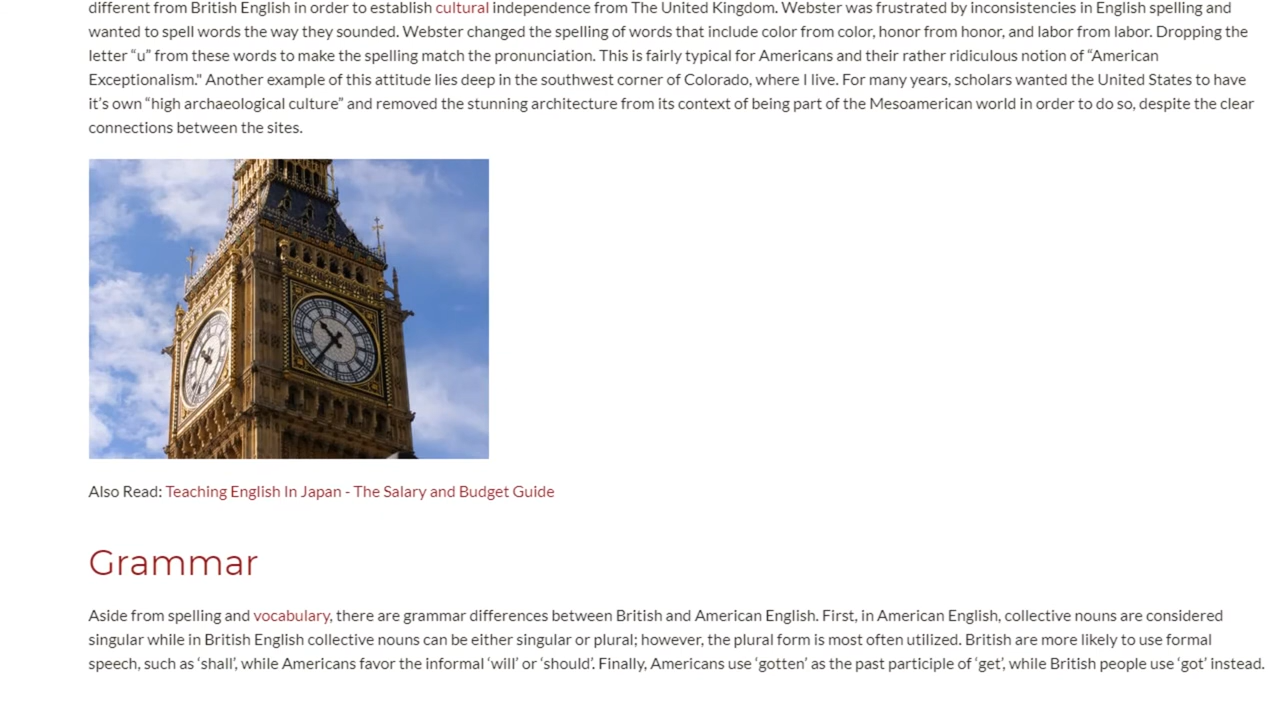 different from British English in order to establish cultural independence from The United Kingdom. Webster was frustrated by inconsistencies in English spelling and
wanted to spell words the way they sounded. Webster changed the spelling of words that include color from color, honor from honor, and labor from labor. Dropping the
letter “u” from these words to make the spelling match the pronunciation. This is fairly typical for Americans and their rather ridiculous notion of “American
Exceptionalism." Another example of this attitude lies deep in the southwest corner of Colorado, where I live. For many years, scholars wanted the United States to have
it’s own “high archaeological culture” and removed the stunning architecture from its context of being part of the Mesoamerican world in order to do so, despite the clear
connections between the sites.
Also Read: Teaching English In Japan - The Salary and Budget Guide
Grammar
Aside from spelling and vocabulary, there are grammar differences between British and American English. First, in American English, collective nouns are considered
singular while in British English collective nouns can be either singular or plural; however, the plural form is most often utilized. British are more likely to use formal
speech, such as ‘shall’, while Americans favor the informal ‘will’ or ‘should’. Finally, Americans use ‘gotten’ as the past participle of ‘get’, while British people use ‘got’ instead.